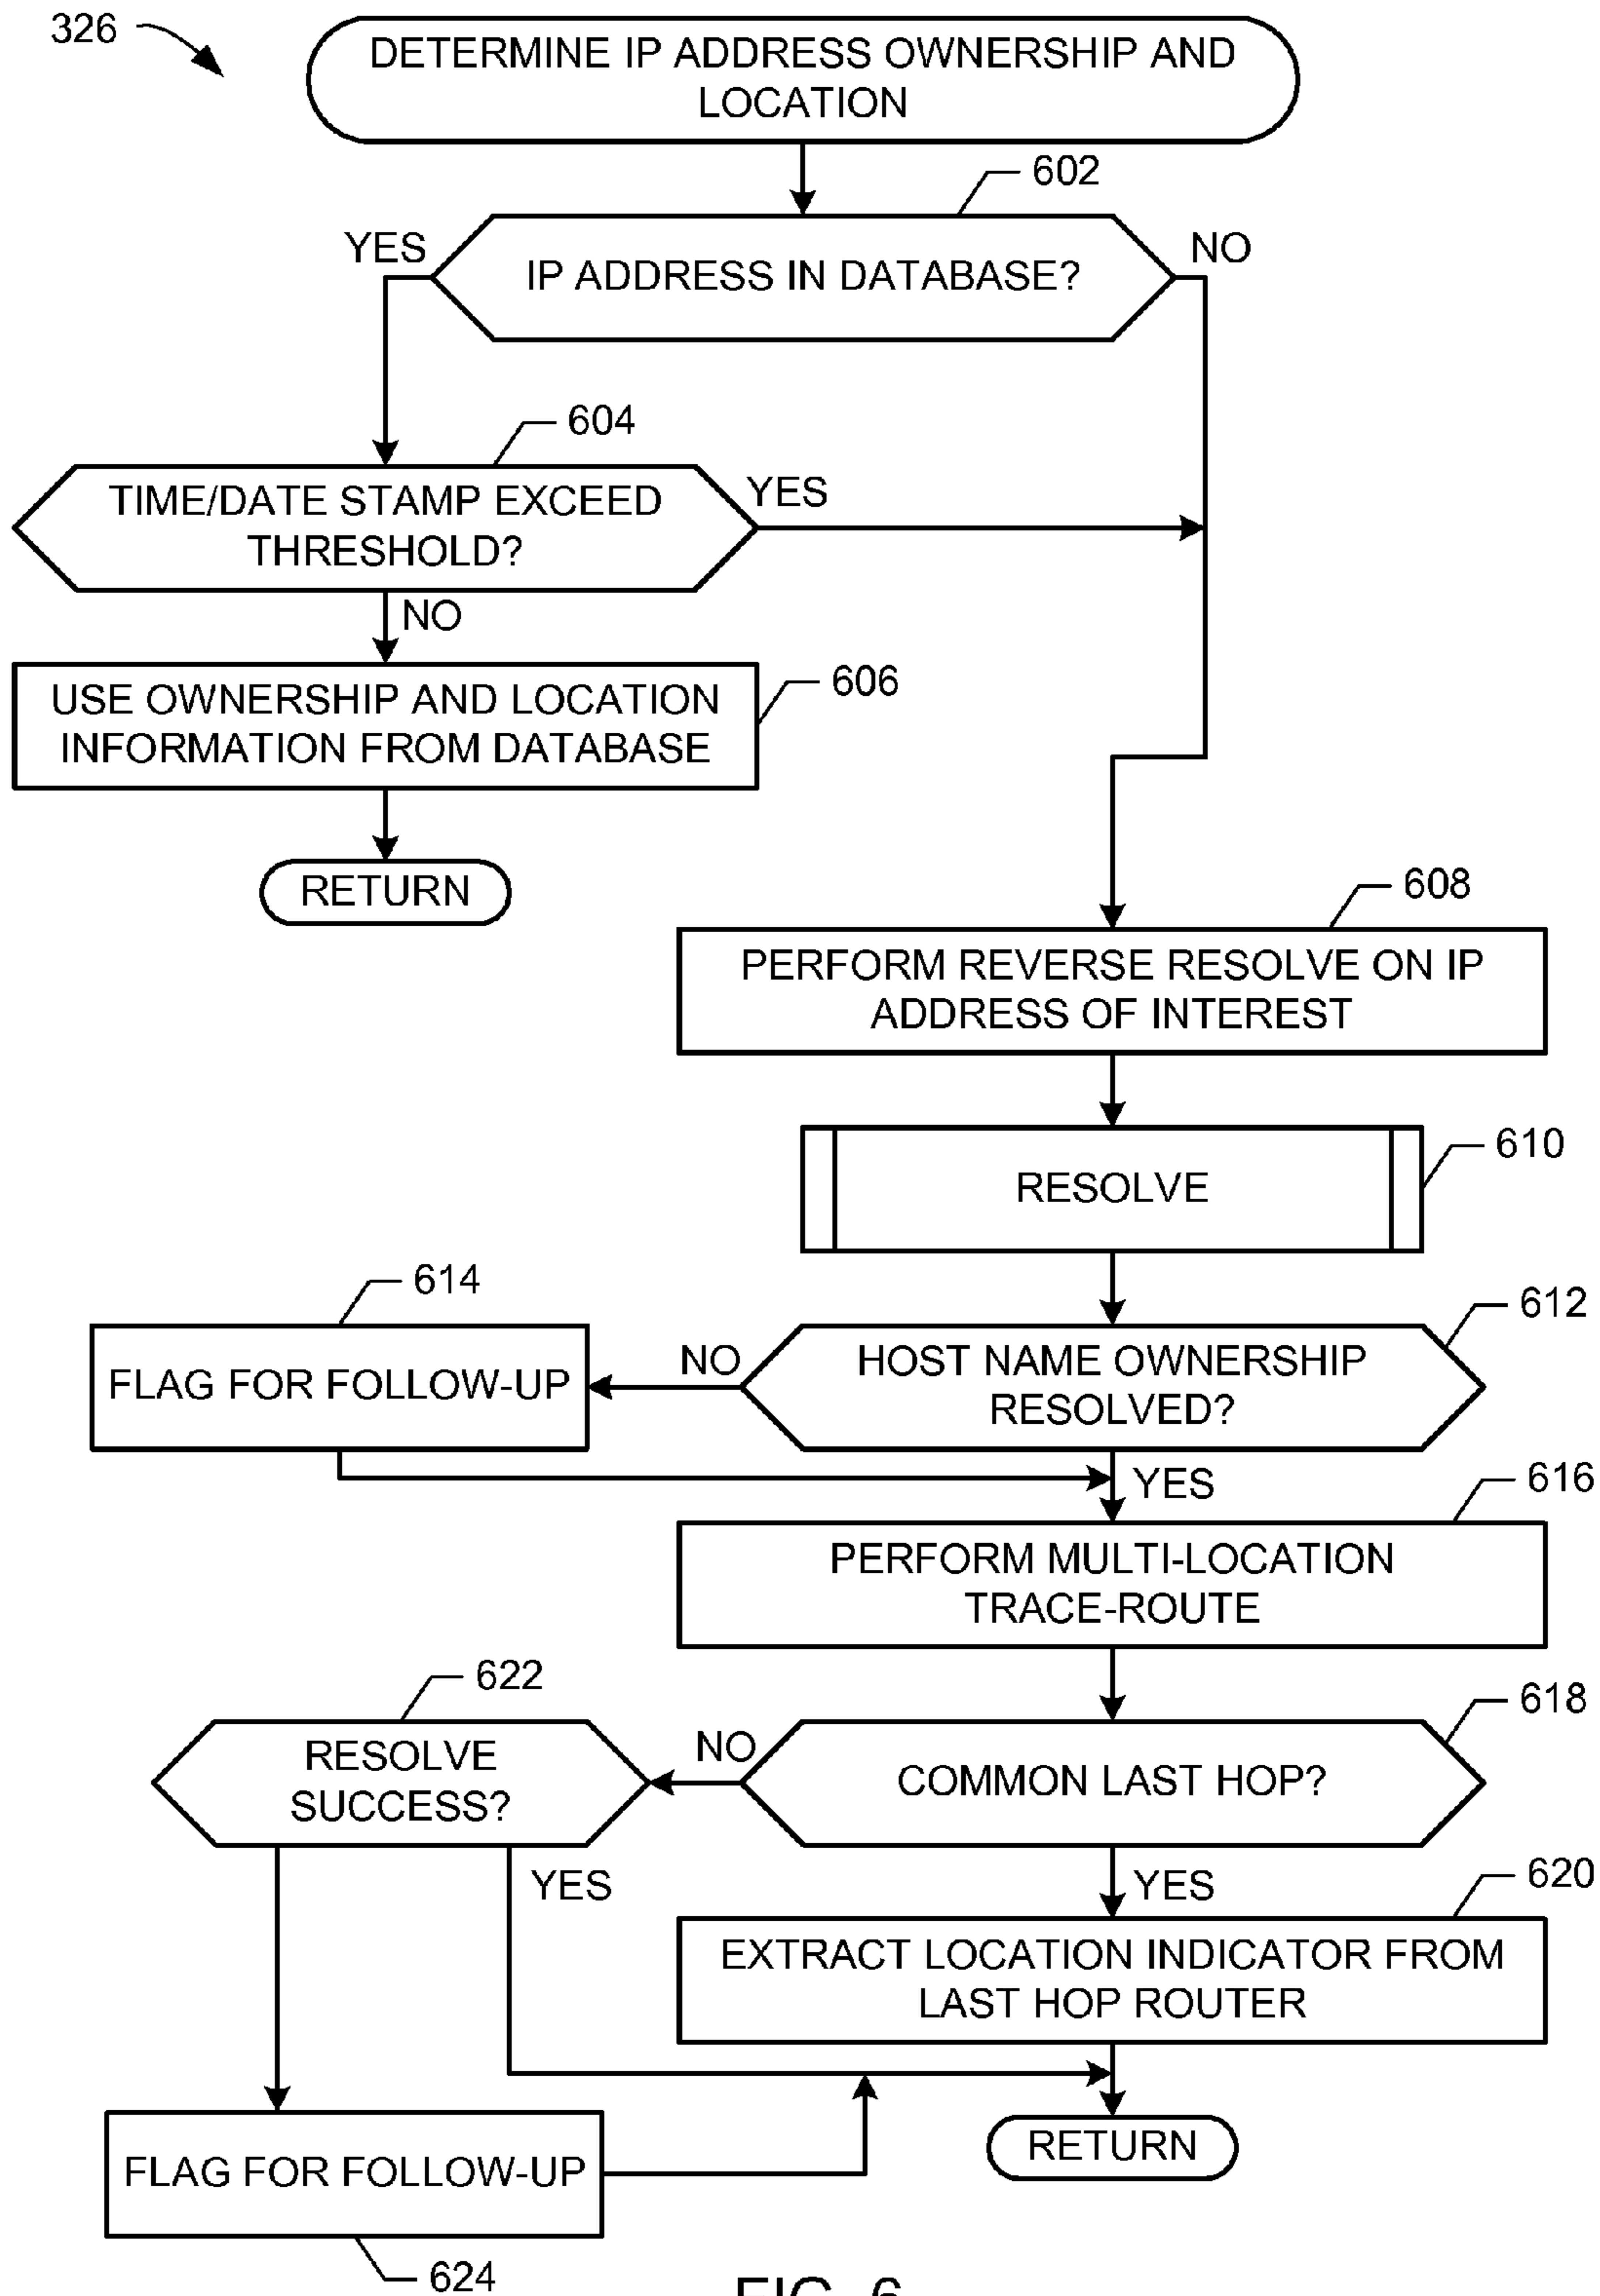 326
DETERMINE IP ADDRESS OWNERSHIP AND
LOCATION
602
YES
NO
IP ADDRESS IN DATABASE?
604
TIME/DATE STAMP EXCEED
THRESHOLD?
YES
NO
606
USE OWNERSHIP AND LOCATION
INFORMATION FROM DATABASE
RETURN
608
PERFORM REVERSE RESOLVE ON IP
ADDRESS OF INTEREST
610
RESOLVE
614
612
FLAG FOR FOLLOW-UP
NO
HOST NAME OWNERSHIP
RESOLVED?
YES
616
PERFORM MULTI-LOCATION
TRACE-ROUTE
622
618
RESOLVE
SUCCESS?
NO
COMMON LAST HOP?
YES
YES
620
EXTRACT LOCATION INDICATOR FROM
LAST HOP ROUTER
RETURN
FLAG FOR FOLLOW-UP
624
FIG. 6